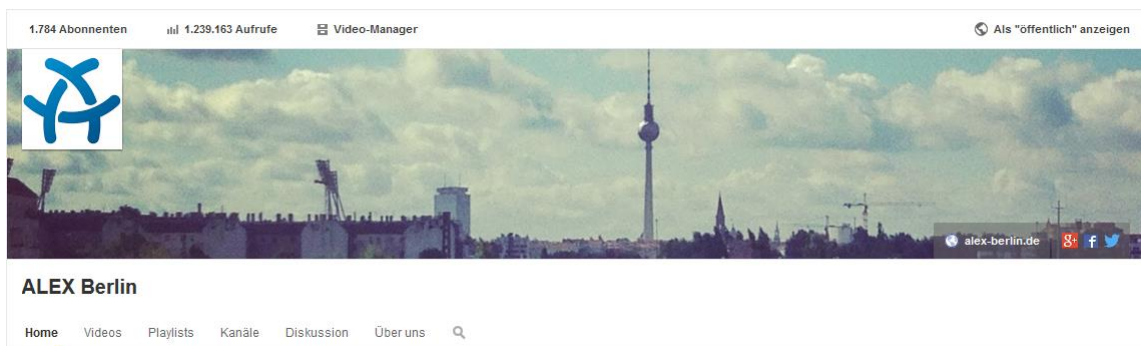 1.784 Abonnenten 1.239.163 Aufrufe Video-Manager Als "öffentlich" anzeigen
alex-berlin.de
ALEX Berlin
Home Videos Playlists Kanäle Diskussion Über uns